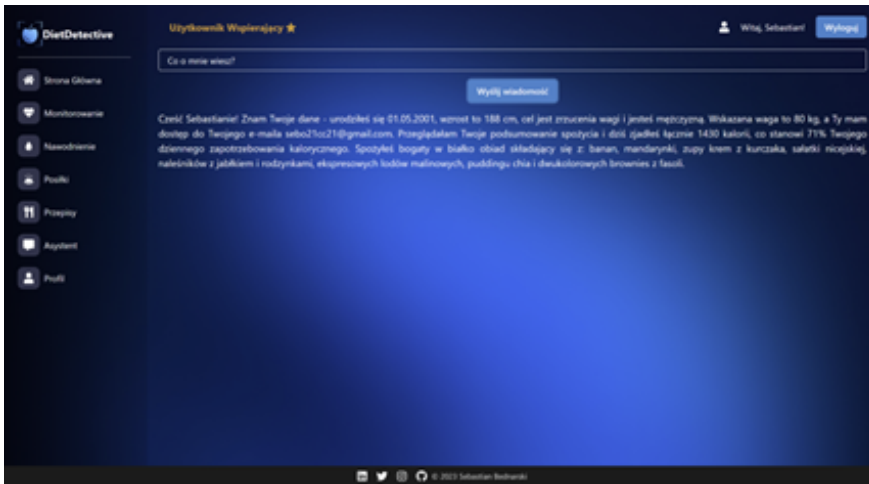 DietDetective
Użytkownik Wspierający
Witaj, Sebastian!
Wyloguj
Co o mnie wiesz?
Wyślij wiadomość
Strona Główna
Monitorowanie
Nawodnienie
Posiłki
Przepisy
Asystent
Profil
Cześć Sebastianie! Znam Twoje dane - urodziłeś się 01.05.2001, wzrost to 188 cm, cel jest zrzucenia wagi i jesteś mężczyzną. Wskazana waga to 80 kg, a Ty mam
dostęp do Twojego e-maila sebo21cc21@gmail.com. Przeglądałam Twoje podsumowanie spożycia i dziś zjadłeś łącznie 1430 kalorii, co stanowi 71% Twojego
dziennego zapotrzebowania kalorycznego. Spożyłeś bogaty w białko obiad składający się z: banan, mandarynki, zupy krem z kurczaka, sałatki nicejskiej,
naleśników z jabłkiem i rodzynkami, ekspresowych lodów malinowych, puddingu chia i dwukolorowych brownies z fasoli.
© 2023 Sebastian Bednarski